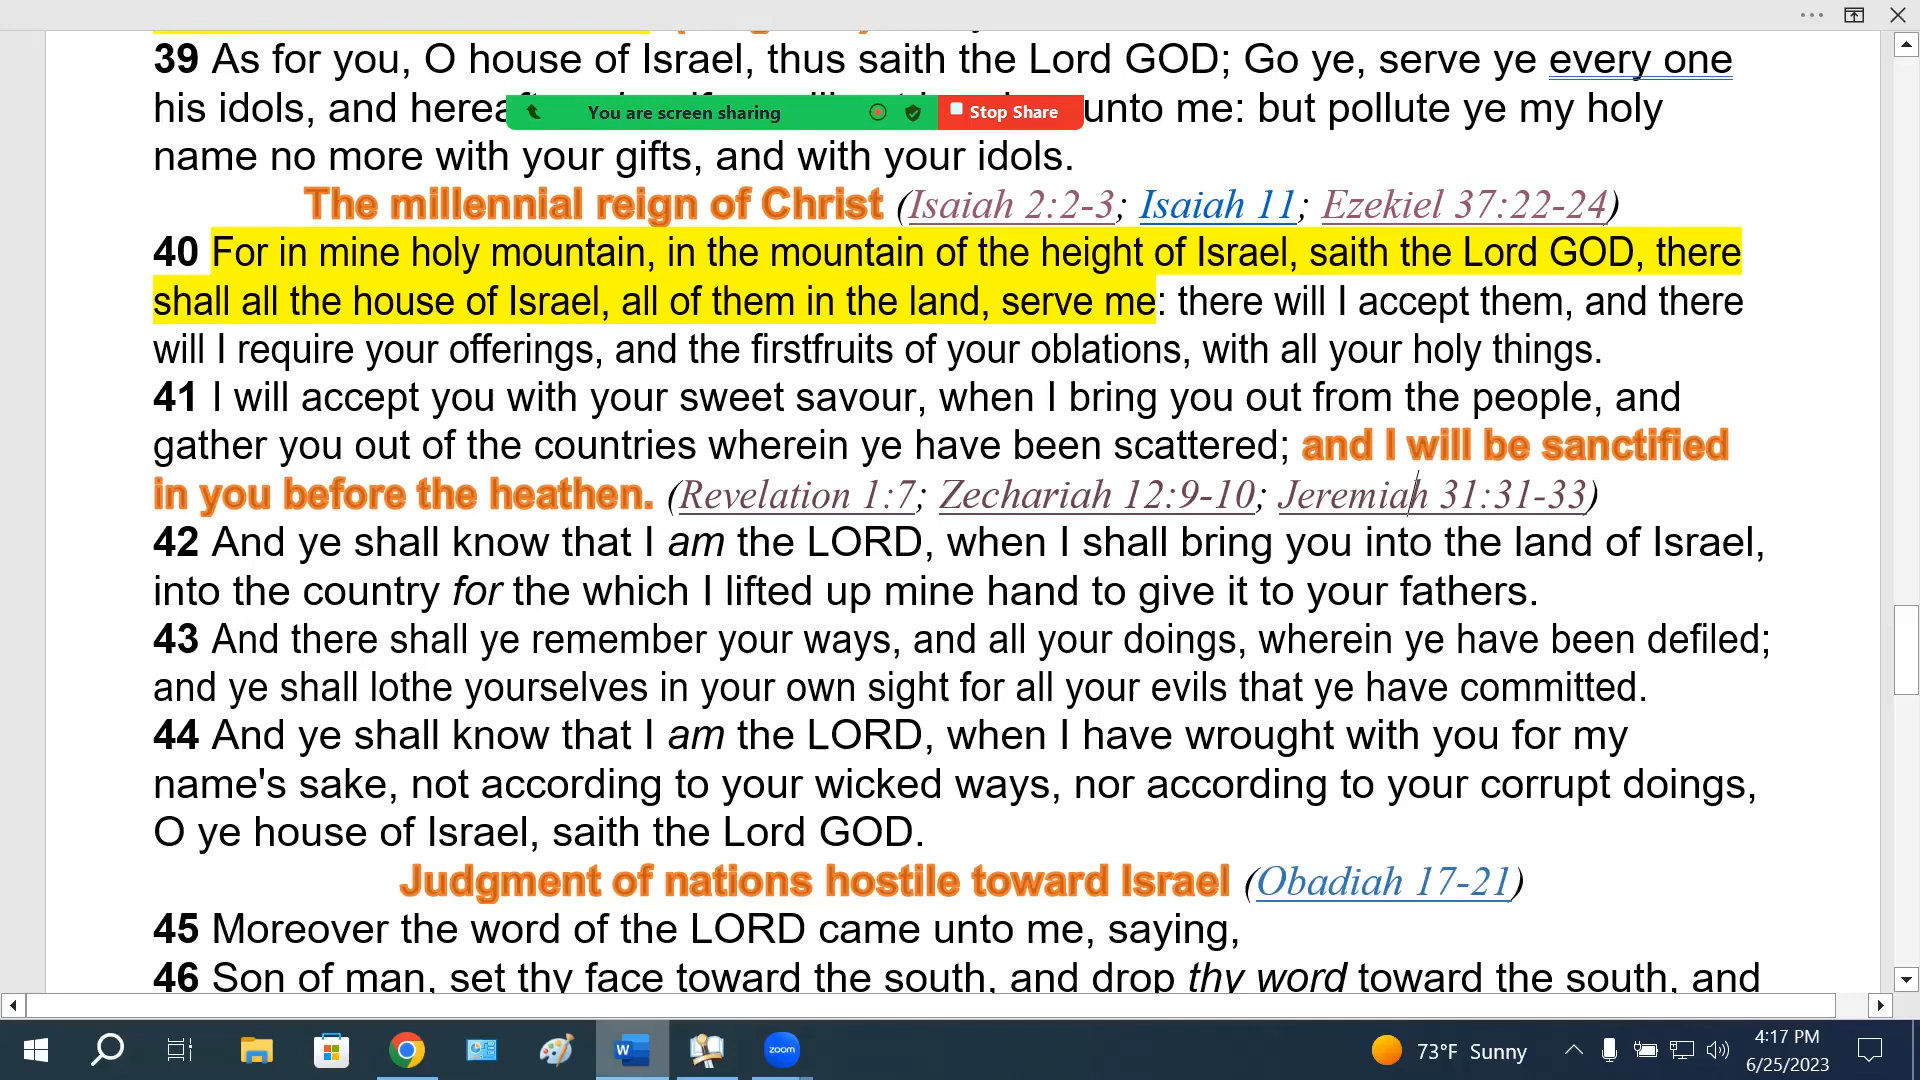 39 As for you, O house of Israel, thus saith the Lord GOD; Go ye, serve ye every one
his idols, and unto me: but pollute ye my holy
You are screen sharing
Stop Share
name no more with your gifts, and with your idols.
The millennial reign of Christ (Isaiah 2:2-3; Isaiah 11; Ezekiel 37:22-24)
40 For in mine holy mountain, in the mountain of the height of Israel, saith the Lord GOD, there
shall all the house of Israel, all of them in the land, serve me: there will I accept them, and there
will I require your offerings, and the firstfruits of your oblations, with all your holy things.
41 I will accept you with your sweet savour, when I bring you out from the people, and
gather you out of the countries wherein ye have been scattered; and I will be sanctified
in you before the heathen. (Revelation 1:7; Zechariah 12:9-10; Jeremiah 31:31-33)
42 And ye shall know that I am the LORD, when I shall bring you into the land of Israel,
into the country for the which I lifted up mine hand to give it to your fathers.
43 And there shall ye remember your ways, and all your doings, wherein ye have been defiled;
and ye shall lothe yourselves in your own sight for all your evils that ye have committed.
44 And ye shall know that I am the LORD, when I have wrought with you for my
name's sake, not according to your wicked ways, nor according to your corrupt doings,
O ye house of Israel, saith the Lord GOD.
Judgment of nations hostile toward Israel (Obadiah 17-21)
45 Moreover the word of the LORD came unto me, saying,
46 Son of man, set thy face toward the south, and drop thy word toward the south, and
W
zoom
73°F Sunny
4:17 PM
6/25/2023